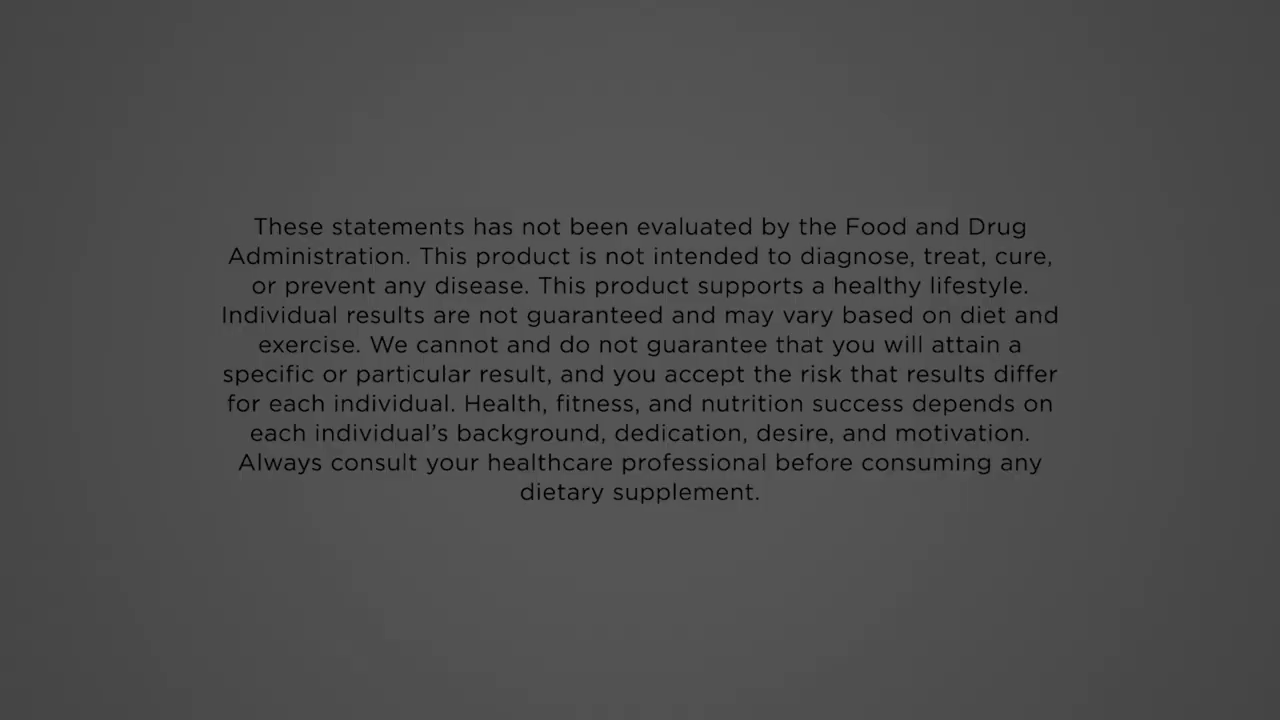 These statements has not been evaluated by the Food and Drug
Administration. This product is not intended to diagnose, treat, cure,
or prevent any disease. This product supports a healthy lifestyle.
Individual results are not guaranteed and may vary based on diet and
exercise. We cannot and do not guarantee that you will attain a
specific or particular result, and you accept the risk that results differ
for each individual. Health, fitness, and nutrition success depends on
each individual’s background, dedication, desire, and motivation.
Always consult your healthcare professional before consuming any
dietary supplement.